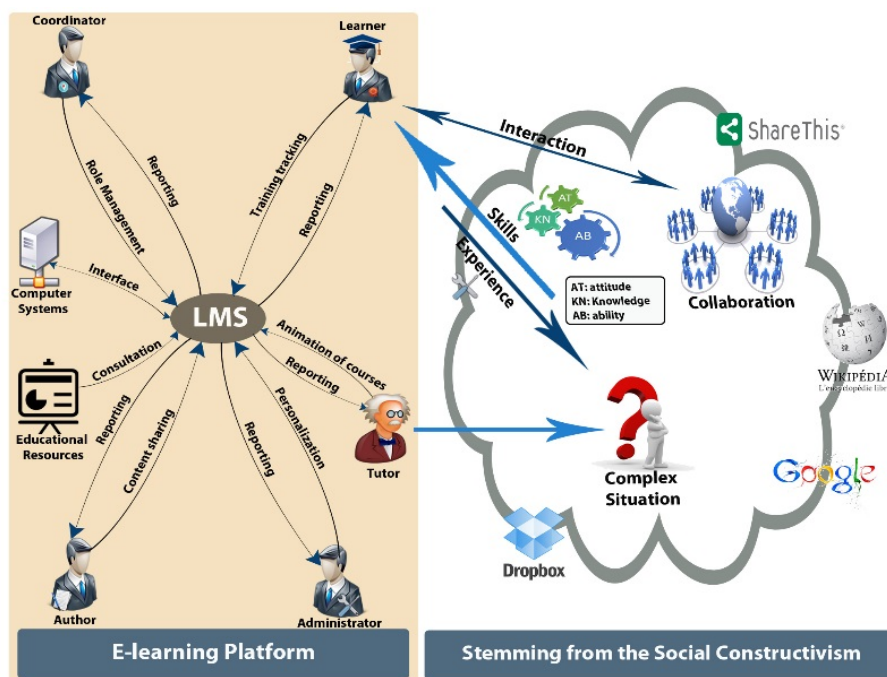 Coordinator
Learner
Role Management
Reporting
Training tracking
Reporting
Interaction
ShareThis
AT
KN
AB
Skills
Experience
AT: attitude
KN: Knowledge
AB: ability
Collaboration
Computer
Systems
Interface
LMS
WIKIPÉDIA
L'encyclopédie libre
Consultation
Animation of courses
Reporting
Educational
Resources
Reporting
Content sharing
Reporting
Personalization
Tutor
Complex
Situation
Google
Dropbox
Author
Administrator
E-learning Platform
Stemming from the Social Constructivism